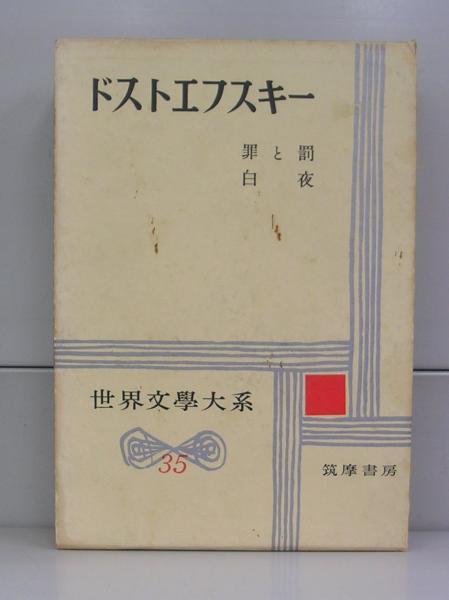 ドストエフスキー
罪と罰
白夜
世界文學大系
35
筑摩書房